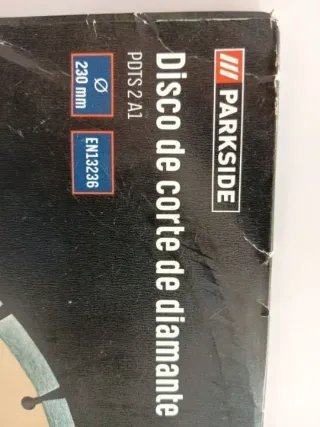 /// PARKSIDE
Disco de corte de diamante
PDTS 2 A1
Ø
230 mm
EN13236